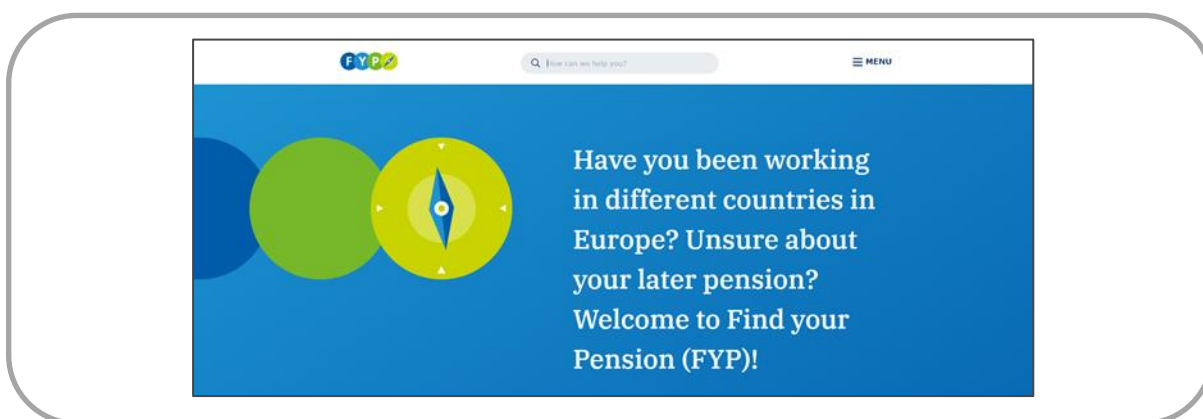 FYP
How can we help you?
MENU
Have you been working
in different countries in
Europe? Unsure about
your later pension?
Welcome to Find your
Pension (FYP)!